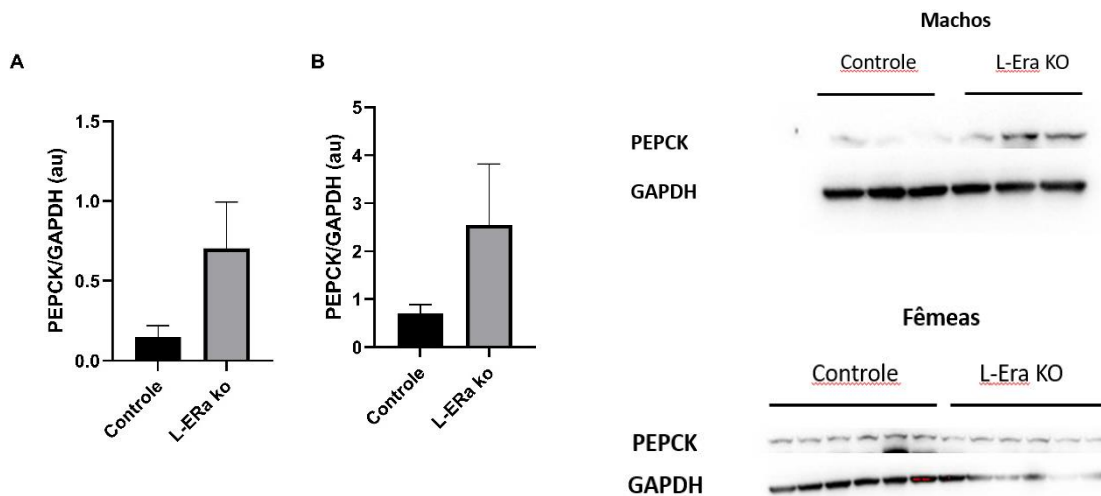 A
PEPCK/GAPDH (au)
1.5
1.0
0.5
0.0
Controle
L-ERa ko
B
PEPCK/GAPDH (au)
5
4
3
2
1
0
Controle
L-ERa ko
Machos
Controle L-Era KO
PEPCK
GAPDH
Fêmeas
Controle L-Era KO
PEPCK
GAPDH